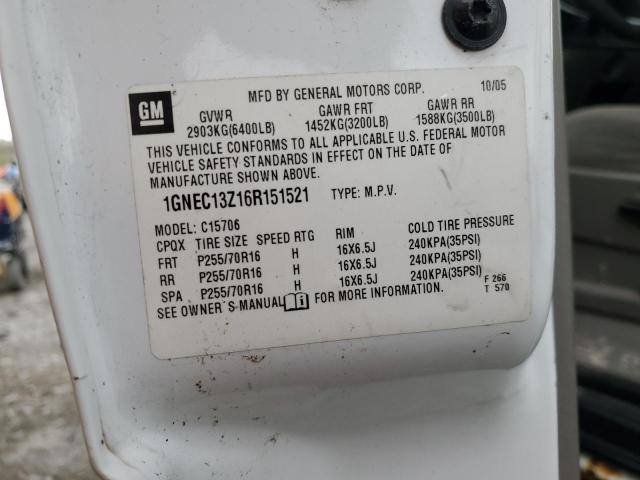 MFD BY GENERAL MOTORS CORP. 10/05
GM
GVWR GAWR FRT GAWR RR
2903KG(6400LB) 1452KG(3200LB) 1588KG(3500LB)
THIS VEHICLE CONFORMS TO ALL APPLICABLE U.S. FEDERAL MOTOR
VEHICLE SAFETY STANDARDS IN EFFECT ON THE DATE OF
MANUFACTURE SHOWN ABOVE.
1GNEC13Z16R151521 TYPE: M.P.V.
MODEL: C15706
CPQX TIRE SIZE SPEED RTG RIM COLD TIRE PRESSURE
FRT P255/70R16 H 16X6.5J 240KPA(35PSI)
RR P255/70R16 H 16X6.5J 240KPA(35PSI)
SPA P255/70R16 H 16X6.5J 240KPA(35PSI)
SEE OWNER'S MANUAL FOR MORE INFORMATION.
F 266
T 570